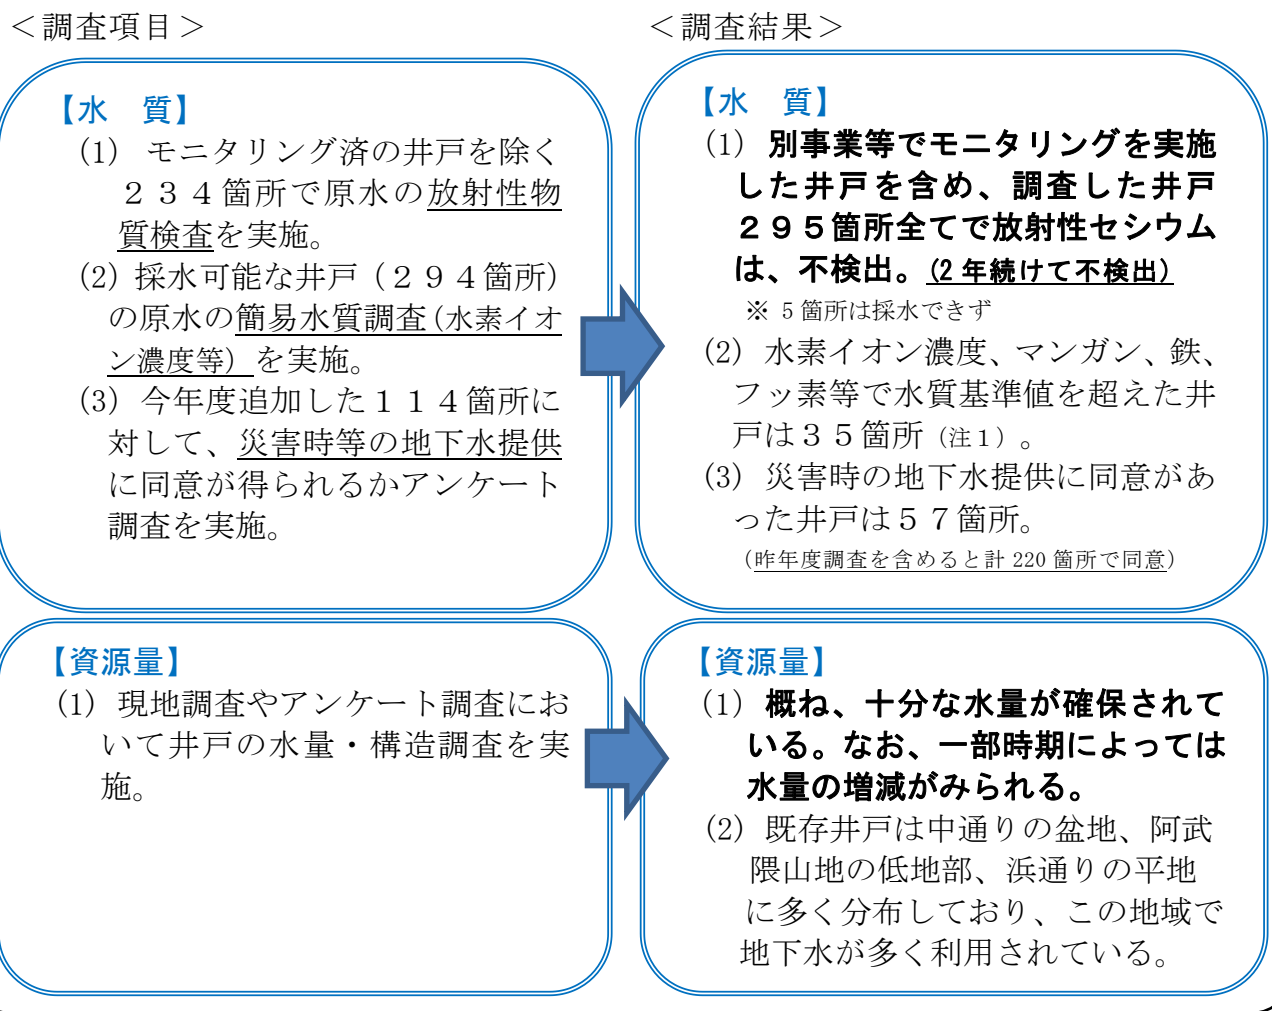 ＜調査項目＞
【水　質】
(1) モニタリング済の井戸を除く
２３４箇所で原水の放射性物
質検査を実施。
(2) 採水可能な井戸（２９４箇所）
の原水の簡易水質調査(水素イオ
ン濃度等）を実施。
(3) 今年度追加した１１４箇所に
対して、災害時等の地下水提供
に同意が得られるかアンケート
調査を実施。
＜調査結果＞
【水　質】
(1) 別事業等でモニタリングを実施
した井戸を含め、調査した井戸
２９５箇所全てで放射性セシウム
は、不検出。(2 年続けて不検出)
※ 5 箇所は採水できず
(2) 水素イオン濃度、マンガン、鉄、
フッ素等で水質基準値を超えた井
戸は３５箇所（注１）。
(3) 災害時の地下水提供に同意があ
った井戸は５７箇所。
（昨年度調査を含めると計 220 箇所で同意）
【資源量】
(1) 現地調査やアンケート調査にお
いて井戸の水量・構造調査を実
施。
【資源量】
(1) 概ね、十分な水量が確保されて
いる。なお、一部時期によっては
水量の増減がみられる。
(2) 既存井戸は中通りの盆地、阿武
隈山地の低地部、浜通りの平地
に多く分布しており、この地域で
地下水が多く利用されている。